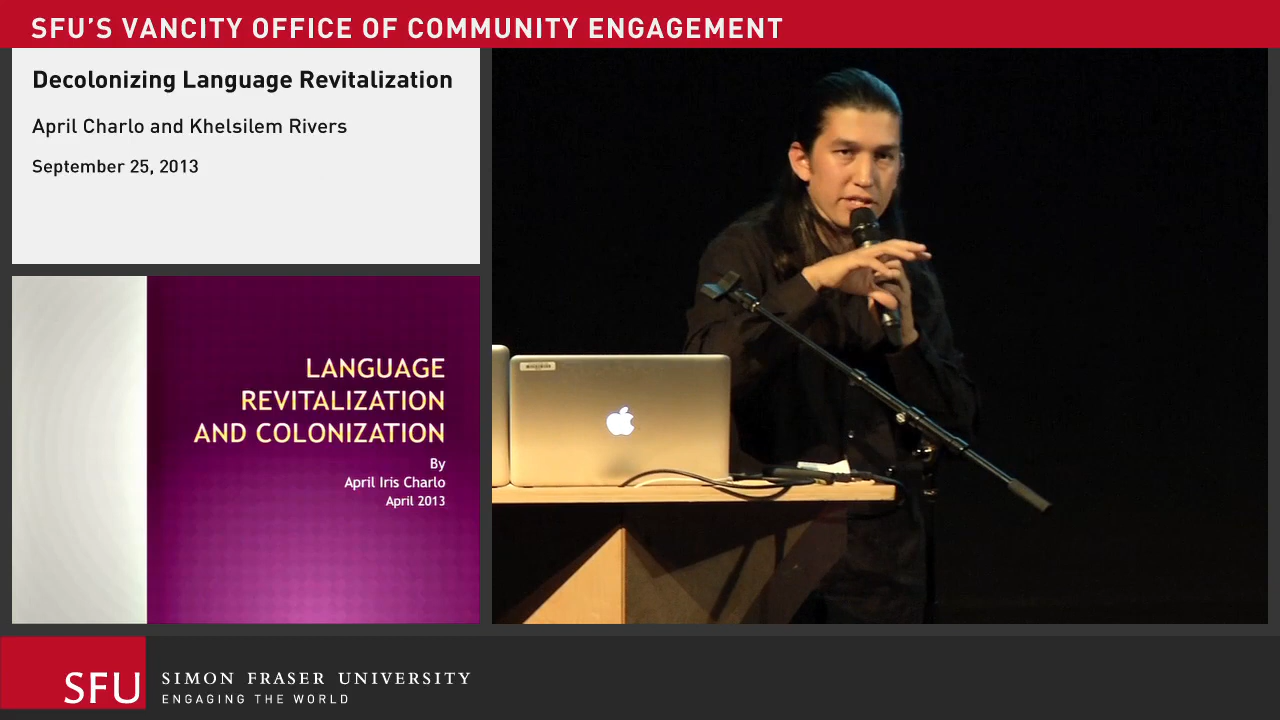 SFU'S VANCITY OFFICE OF COMMUNITY ENGAGEMENT
Decolonizing Language Revitalization
April Charlo and Khelsilem Rivers
September 25, 2013
LANGUAGE
REVITALIZATION
AND COLONIZATION
By
April Iris Charlo
April 2013
SFU
SIMON FRASER UNIVERSITY
ENGAGING THE WORLD